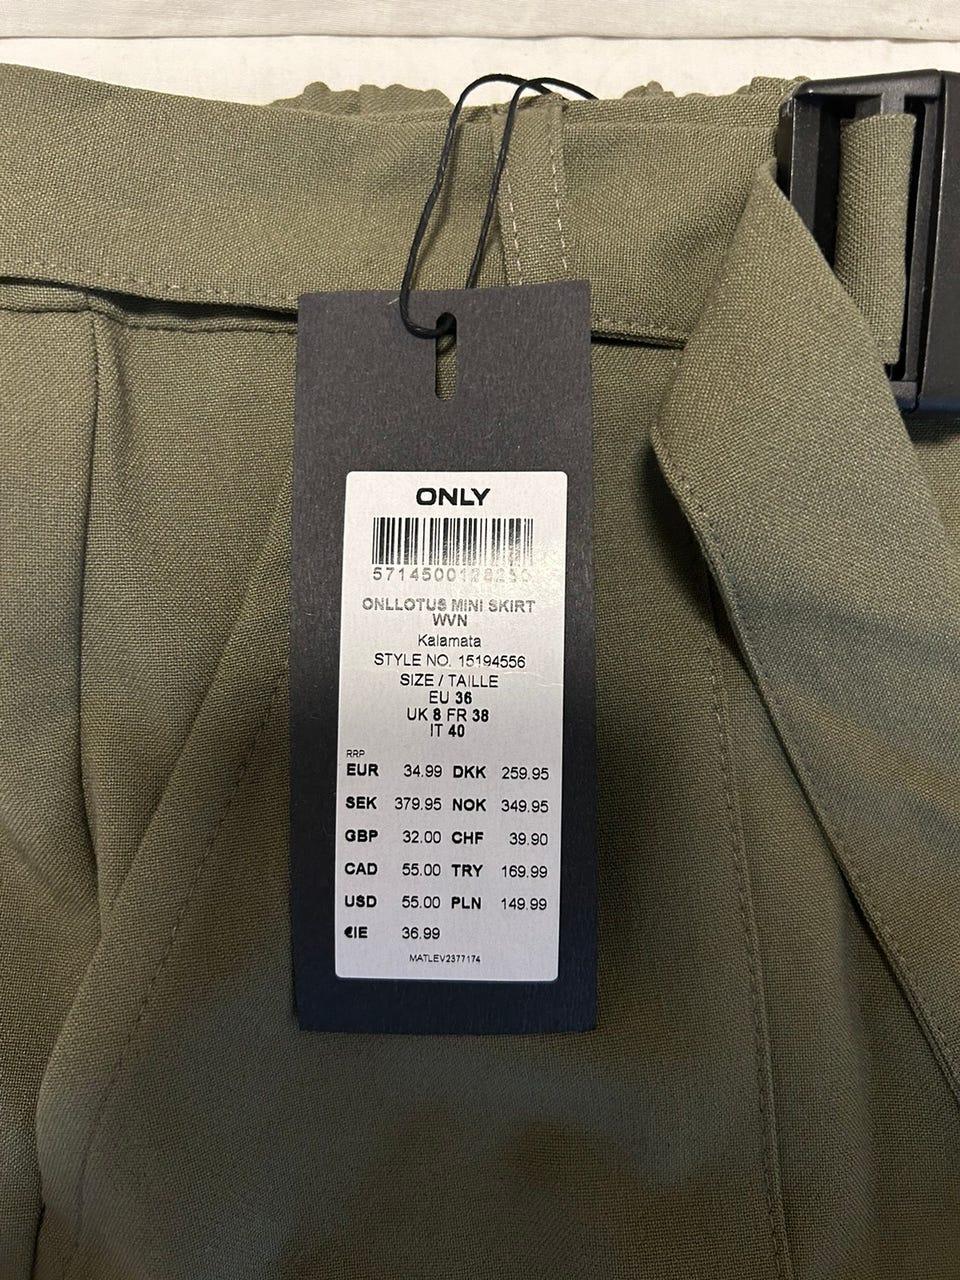 ONLY
ONLLOTUS MINI SKIRT
WVN
Kalamata
STYLE NO. 15194556
SIZE / TAILLE
EU 36
UK 8 FR 38
IT 40
RRP
EUR 34.99 DKK 259.95
SEK 379.95 NOK 349.95
GBP 32.00 CHF 39.90
CAD 55.00 TRY 169.99
USD 55.00 PLN 149.99
€IE 36.99
MATLEV2377174